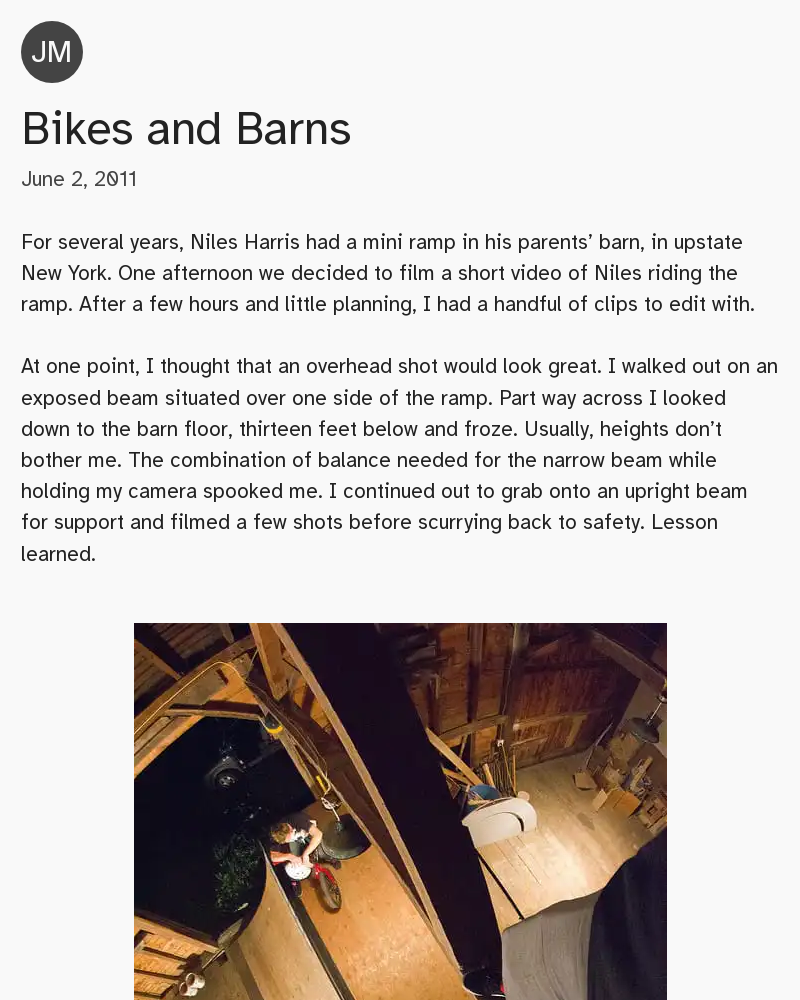 JM
Bikes and Barns
June 2, 2011
For several years, Niles Harris had a mini ramp in his parents’ barn, in upstate
New York. One afternoon we decided to film a short video of Niles riding the
ramp. After a few hours and little planning, I had a handful of clips to edit with.
At one point, I thought that an overhead shot would look great. I walked out on an
exposed beam situated over one side of the ramp. Part way across I looked
down to the barn floor, thirteen feet below and froze. Usually, heights don’t
bother me. The combination of balance needed for the narrow beam while
holding my camera spooked me. I continued out to grab onto an upright beam
for support and filmed a few shots before scurrying back to safety. Lesson
learned.